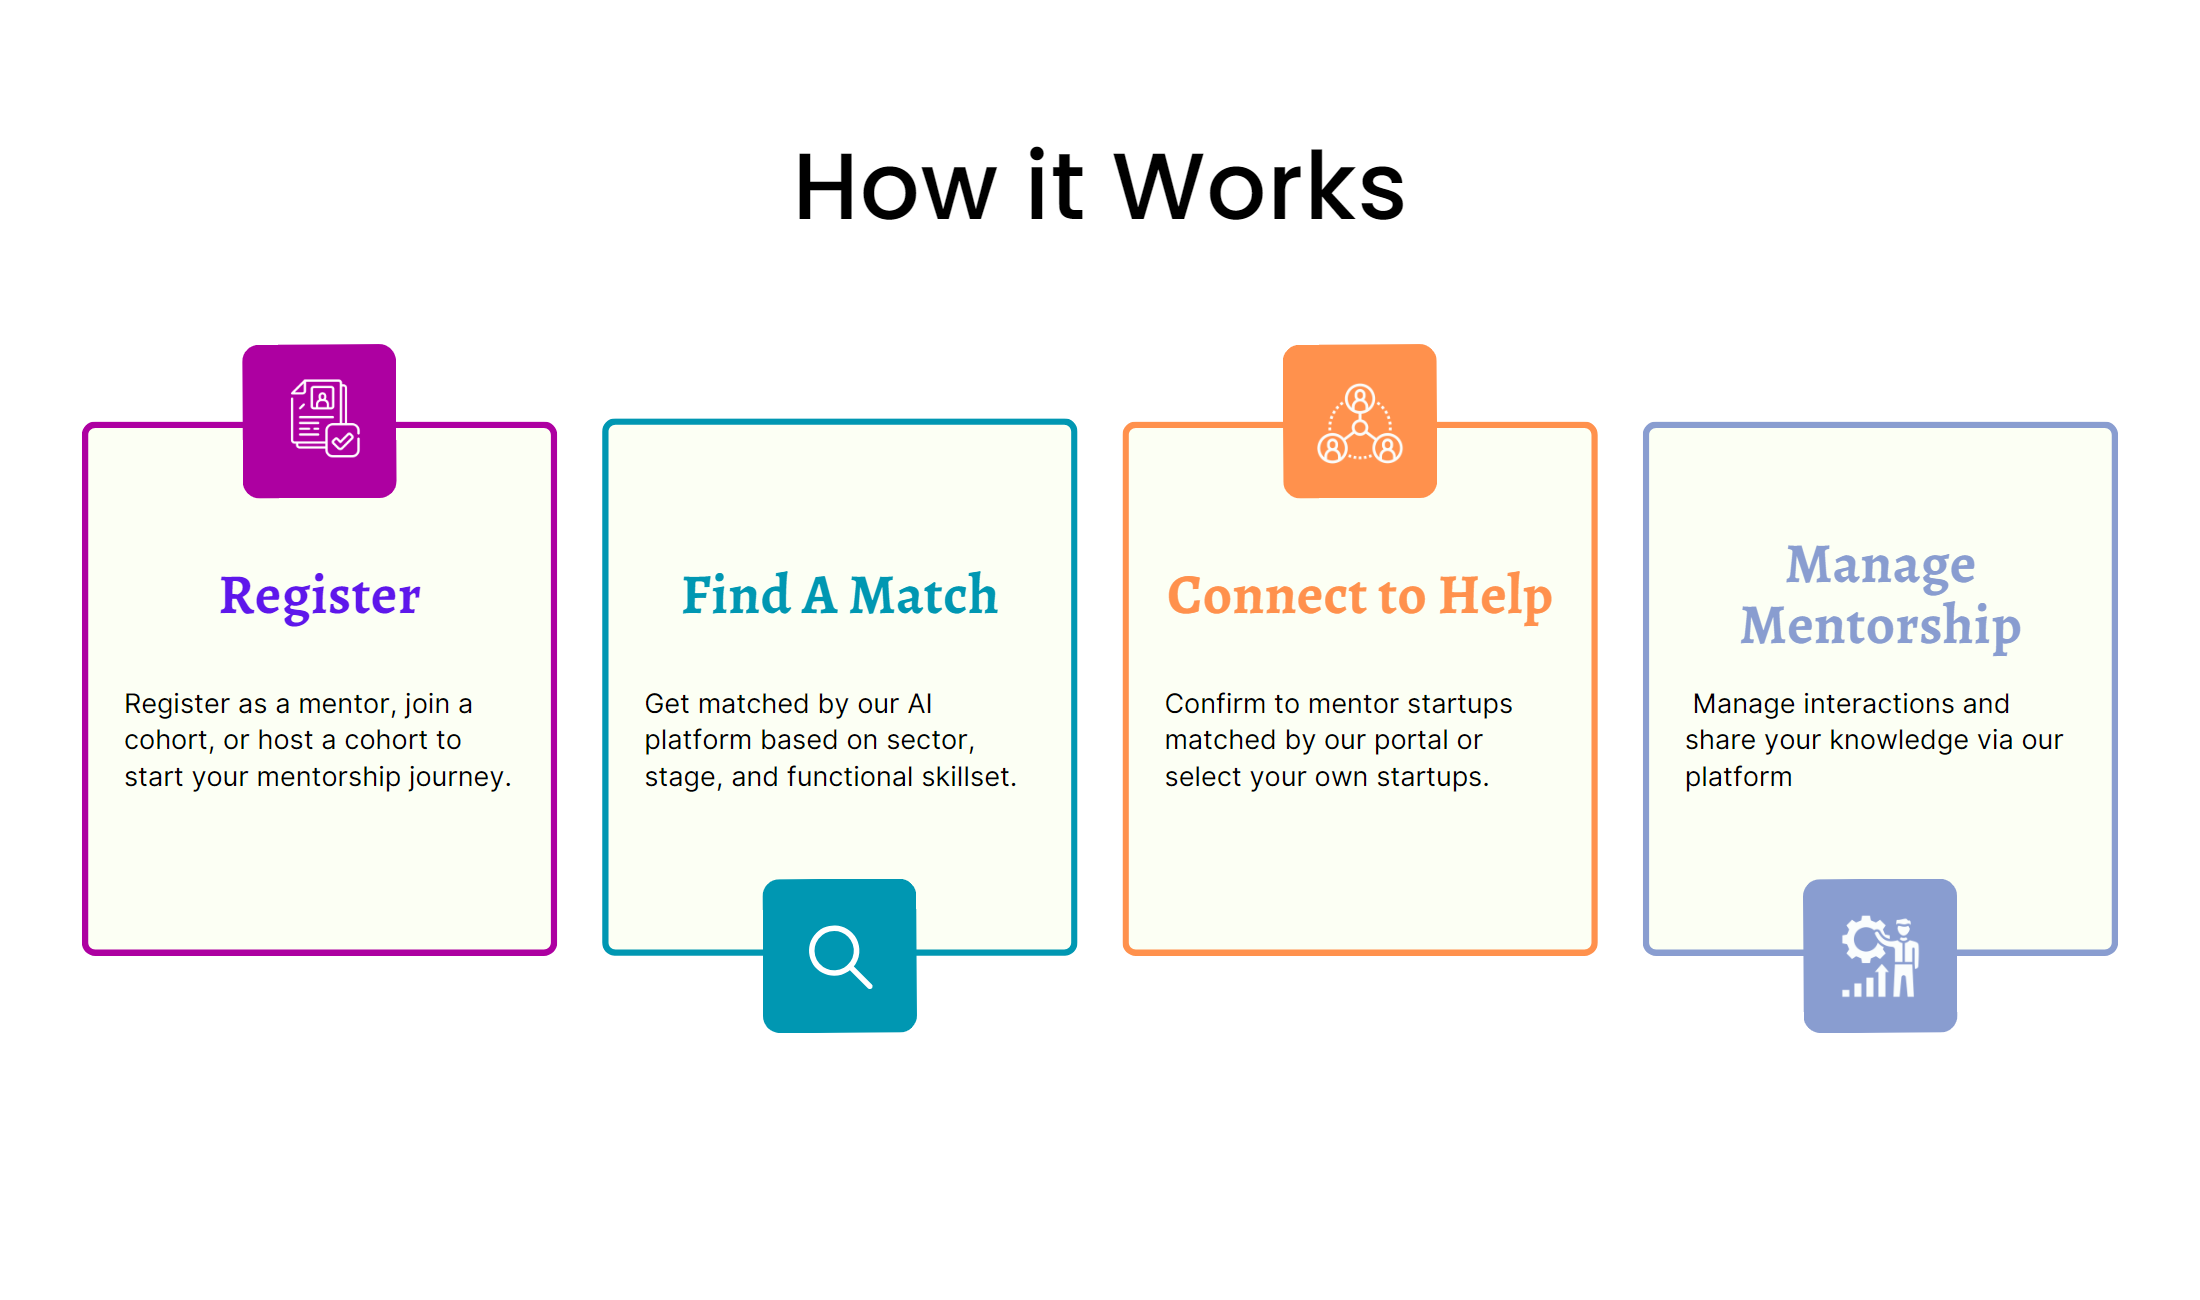 How it Works
Register
Register as a mentor, join a
cohort, or host a cohort to
start your mentorship journey.
Find A Match
Get matched by our AI
platform based on sector,
stage, and functional skillset.
Connect to Help
Confirm to mentor startups
matched by our portal or
select your own startups.
Manage
Mentorship
Manage interactions and
share your knowledge via our
platform